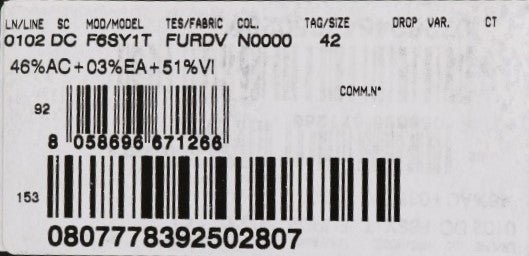 LN/LINE SC MOD/MODEL TES/FABRIC COL. TAG/SIZE DROP VAR. CT
0102 DC F6SY1T FURDV N0000 42
46%AC+03%EA+51%VI
COMM.N°
92
8 058696 671266
153
0807778392502807